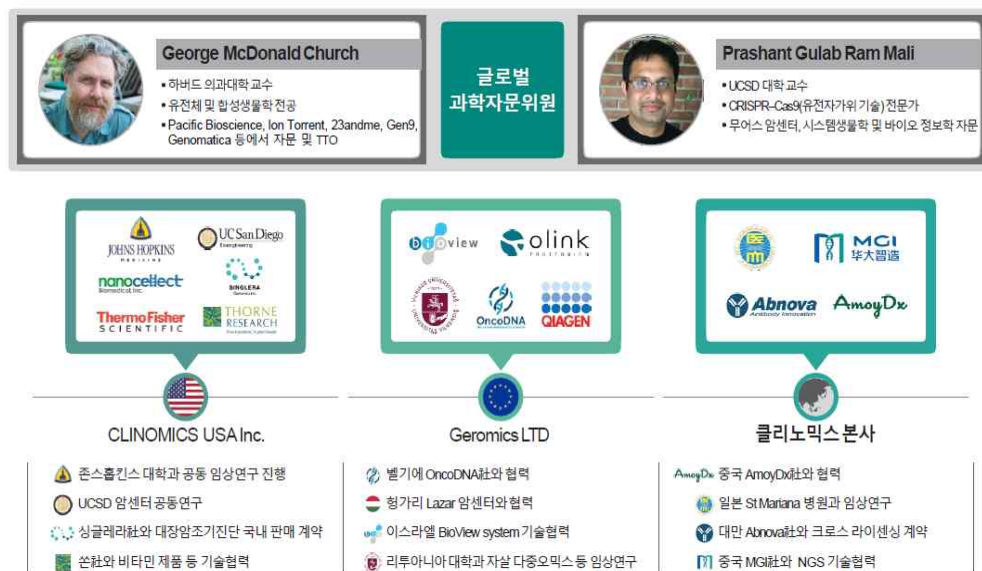 George McDonald Church
▪ 하버드 의과대학 교수
▪ 유전체 및 합성생물학 전공
▪ Pacific Bioscience, Ion Torrent, 23andme, Gen9,
Genomatica 등에서 자문 및 TTO
글로벌
과학자문위원
Prashant Gulab Ram Mali
▪ UCSD 대학 교수
▪ CRISPR-Cas9(유전자가위 기술) 전문가
▪ 무어스 암센터, 시스템생물학 및 바이오 정보학 자문
JOHNS HOPKINS
MEDICINE
UC San Diego
nanocellect
Biomedical, Inc.
SINGLERA
Genomics
ThermoFisher
SCIENTIFIC
THORNE
RESEARCH
bioview
olink
PROTEOMICS
UNIVERSITAS VILNENSIS
OncoDNA
QIAGEN
MGI
华大智造
Abnova
Antibody Innovation
AmoyDx
CLINOMICS USA Inc.
Geromics LTD
클리노믹스 본사
존스홉킨스 대학과 공동 임상연구 진행
UCSD 암센터 공동연구
싱글레라社와 대장암조기진단 국내 판매 계약
쏜社와 비타민 제품 등 기술협력
벨기에 OncoDNA社와 협력
헝가리 Lazar 암센터와 협력
이스라엘 BioView system 기술협력
리투아니아 대학과 자살 다중오믹스 등 임상연구
AmoyDx 중국 AmoyDx社와 협력
일본 St Mariana 병원과 임상연구
대만 Abnova社와 크로스 라이센싱 계약
중국 MGI社와 NGS 기술협력